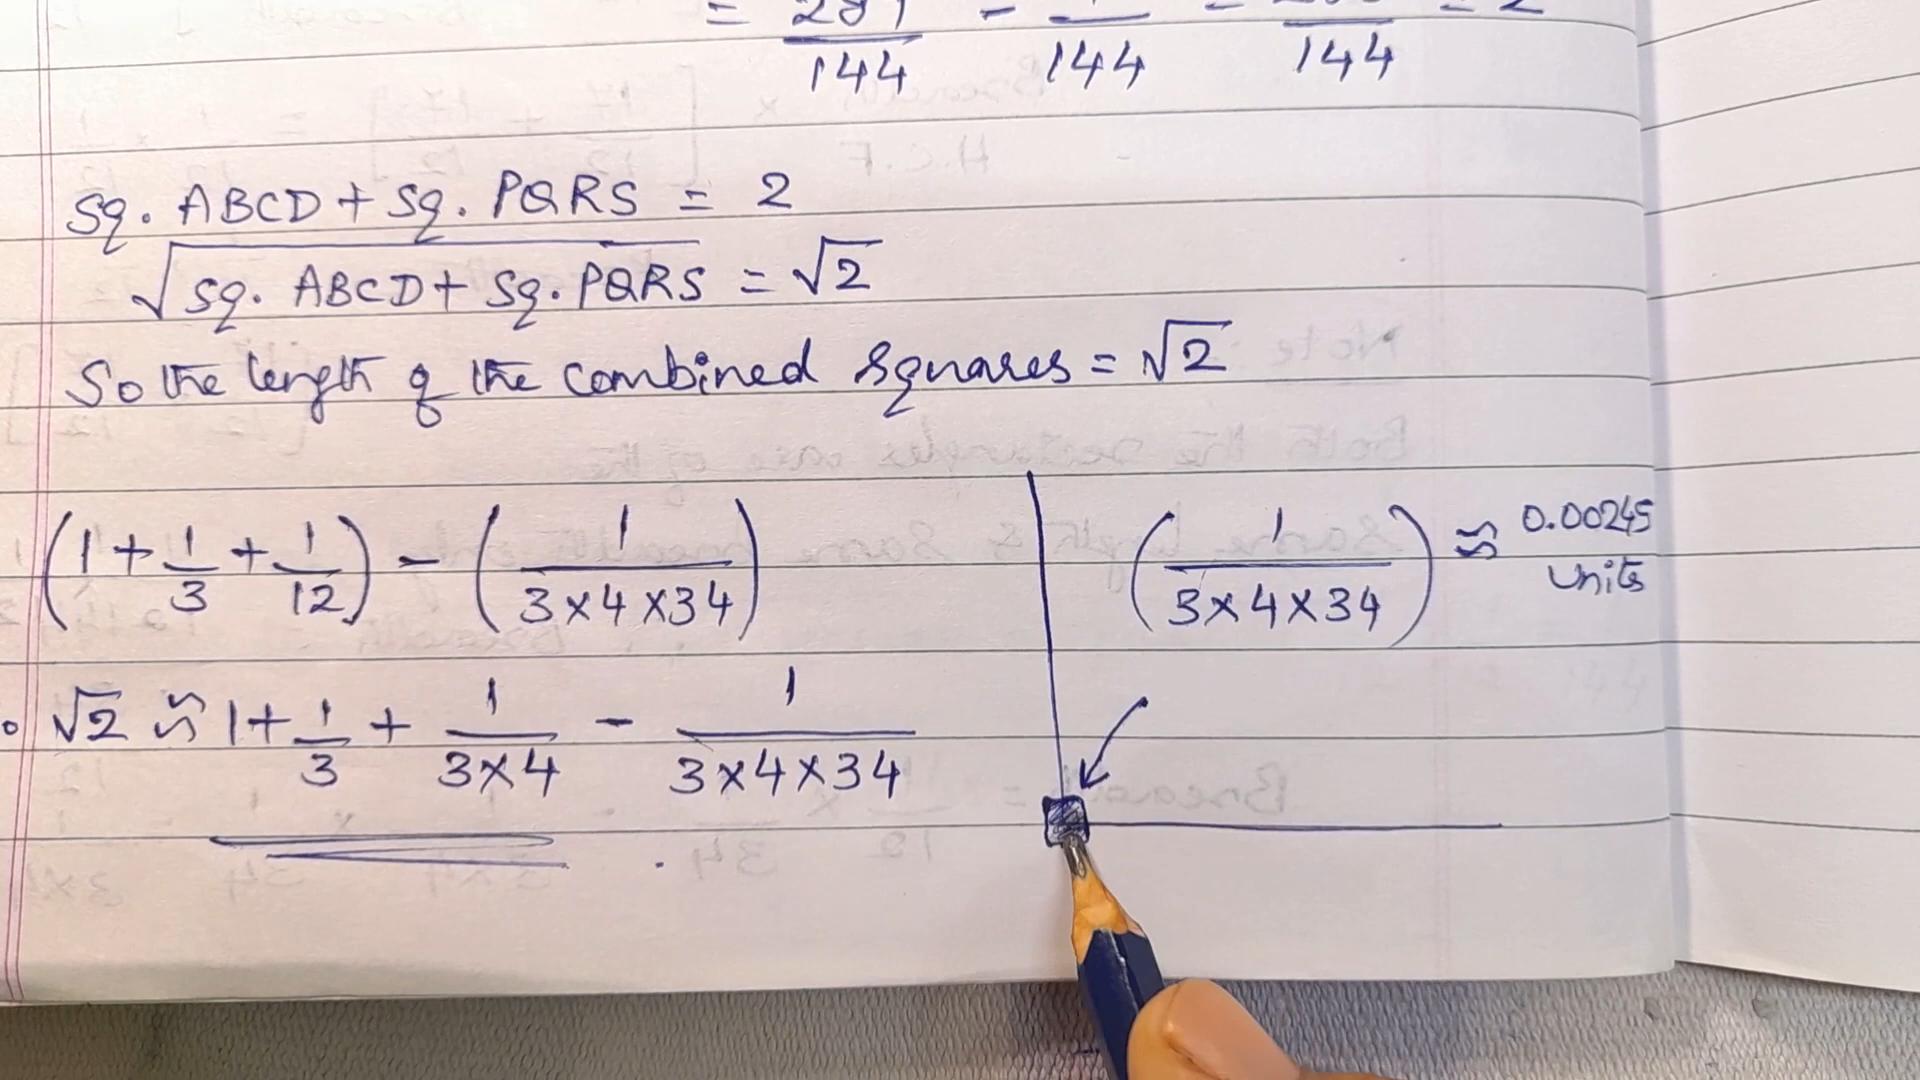 = 289/144 - 1/144 = 288/144 = 2
Sq. ABCD + Sq. PQRS = 2
√(Sq. ABCD + Sq. PQRS) = √2
So the length of the combined squares = √2
(1 + 1/3 + 1/12) - (1/(3×4×34))
(1/(3×4×34)) ≈ 0.00245 units
√2 ≈ 1 + 1/3 + 1/(3×4) - 1/(3×4×34)